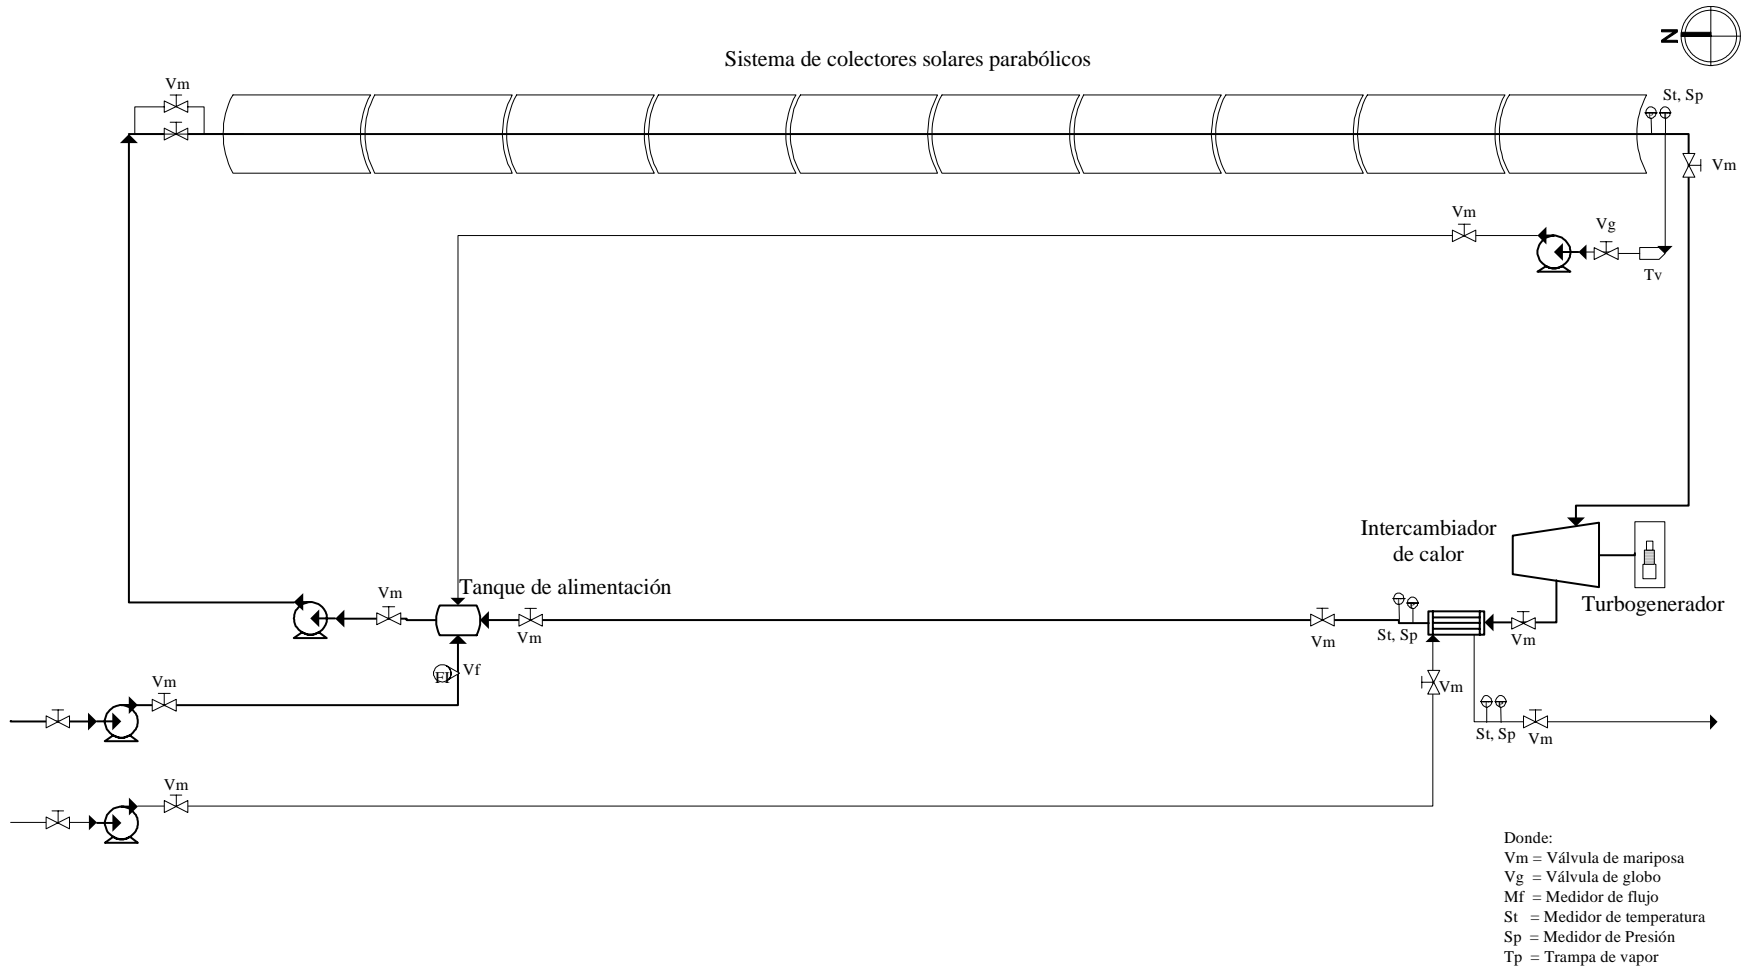 N
Sistema de colectores solares parabólicos
Vm
St, Sp
Vm
Vm
Vg
Tv
Intercambiador
de calor
Turbogenerador
Tanque de alimentación
Vm
Vm
Vm
St, Sp
Vm
Vf
FI
Vm
Vm
St, Sp
Vm
Vm
Donde:
Vm = Válvula de mariposa
Vg = Válvula de globo
Mf = Medidor de flujo
St = Medidor de temperatura
Sp = Medidor de Presión
Tp = Trampa de vapor